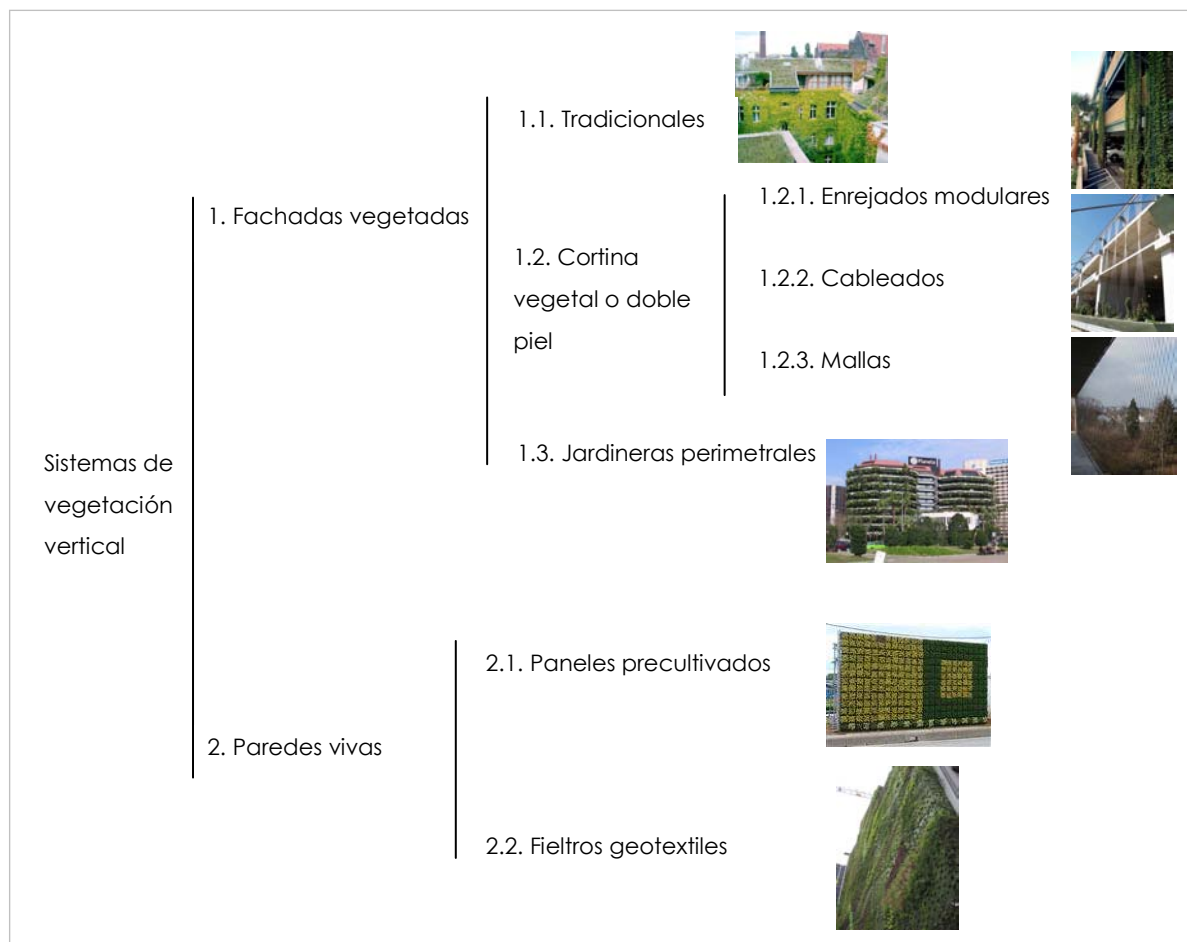 Sistemas de
vegetación
vertical
1. Fachadas vegetadas
1.1. Tradicionales
1.2. Cortina
vegetal o doble
piel
1.2.1. Enrejados modulares
1.2.2. Cableados
1.2.3. Mallas
1.3. Jardineras perimetrales
2. Paredes vivas
2.1. Paneles precultivados
2.2. Fieltros geotextiles